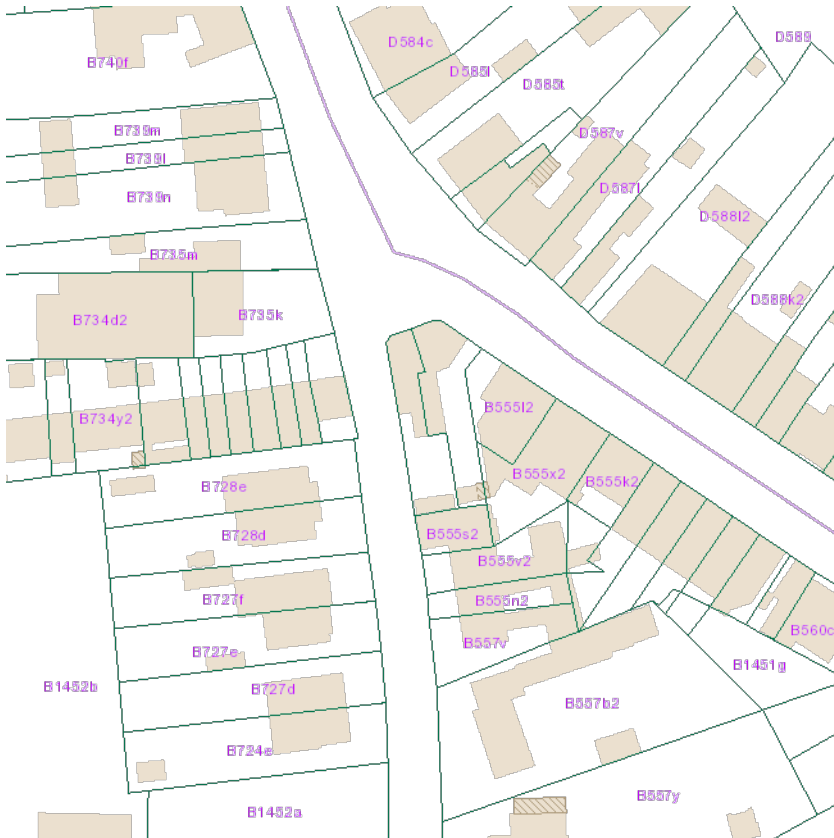 D589
D584c
B740f
D585l
D585t
B739m
D587v
B739l
D587l
B739n
D588l2
B735m
D588k2
B735k
B734d2
B555l2
B734y2
B555x2
B555k2
B728e
B728d
B555s2
B555v2
B727f
B555n2
B560c
B557v
B727e
B1451g
B1452b
B727d
B557b2
B724e
B557y
B1452a